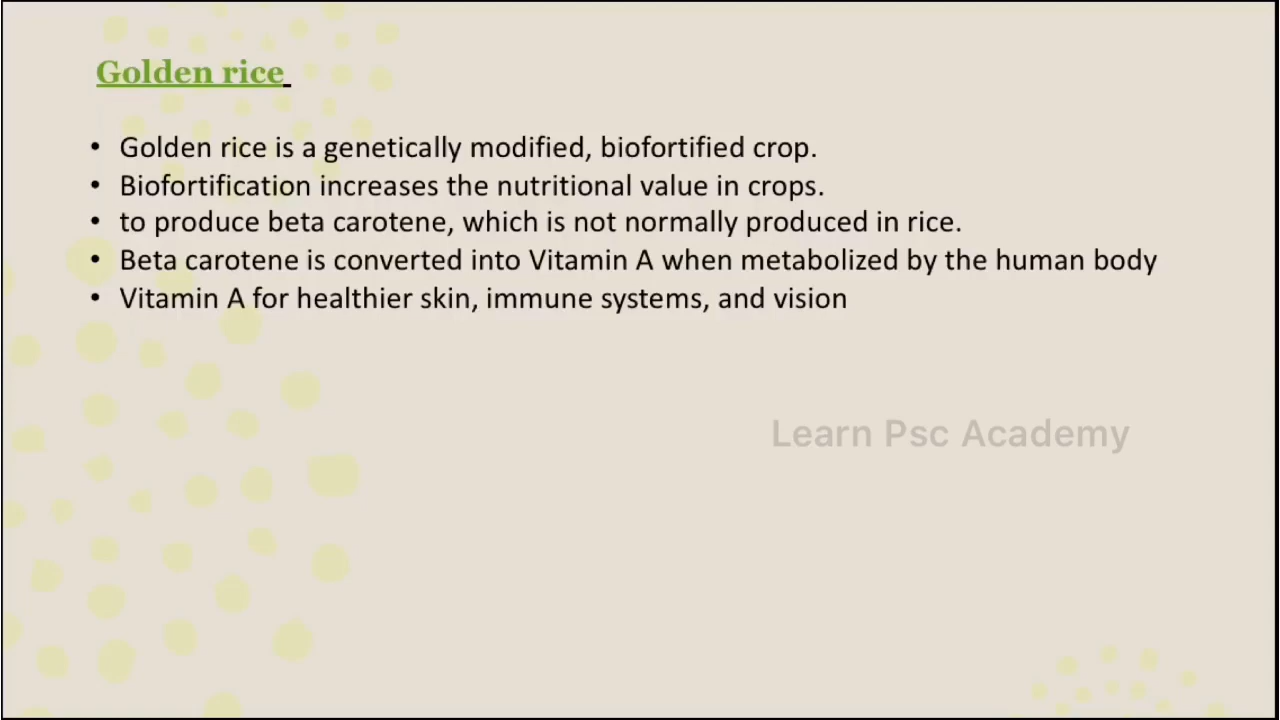 Golden rice
• Golden rice is a genetically modified, biofortified crop.
• Biofortification increases the nutritional value in crops.
• to produce beta carotene, which is not normally produced in rice.
• Beta carotene is converted into Vitamin A when metabolized by the human body
• Vitamin A for healthier skin, immune systems, and vision
Learn Psc Academy